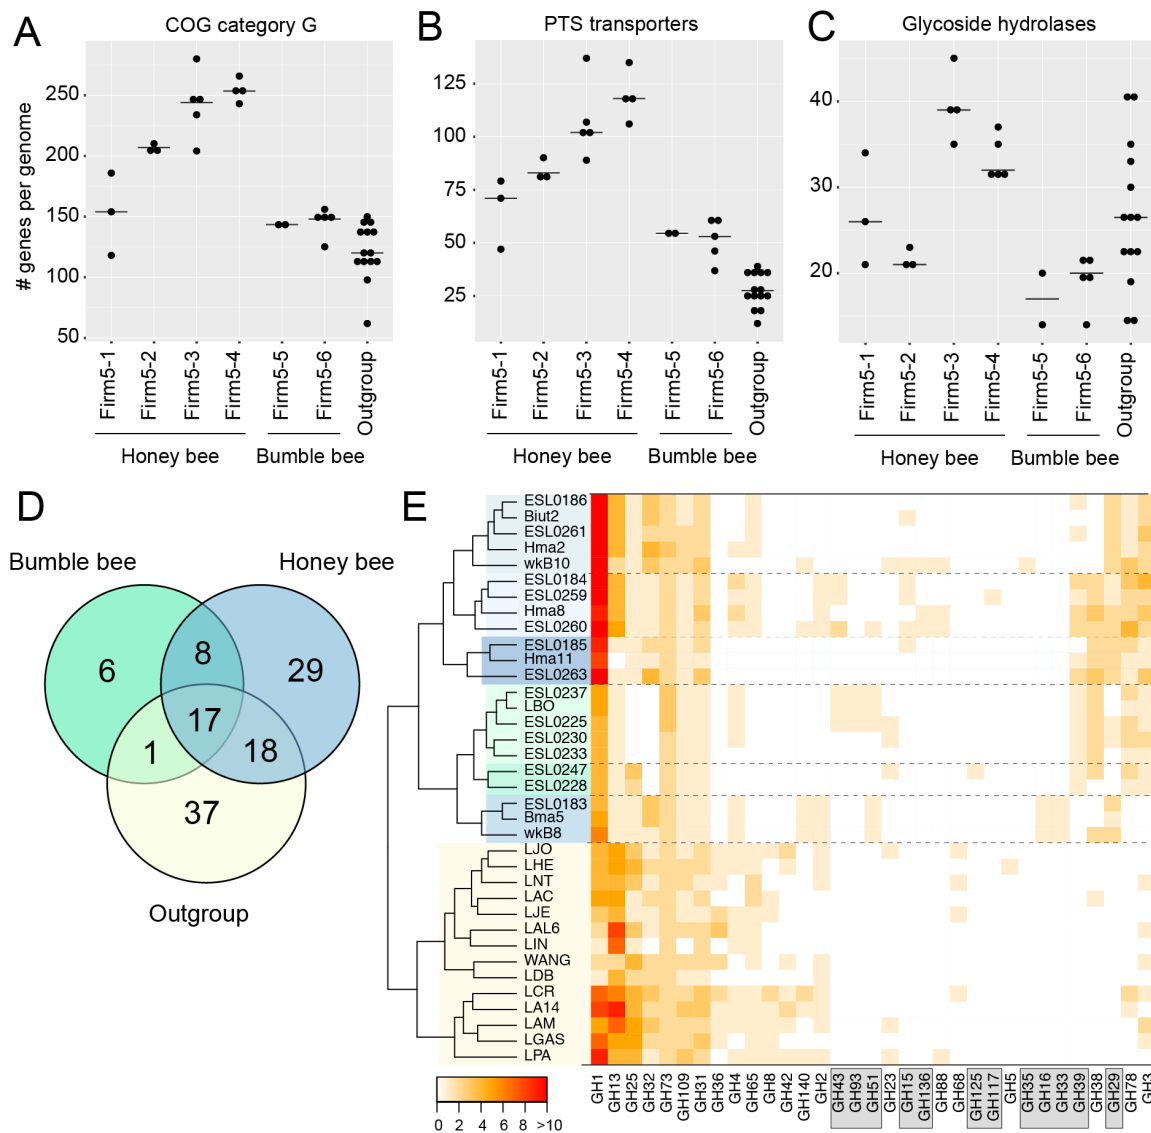 A
COG category G
# genes per genome
250
200
150
100
50
Firm5-1
Firm5-2
Firm5-3
Firm5-4
Firm5-5
Firm5-6
Outgroup
Honey bee
Bumble bee
B
PTS transporters
125
100
75
50
25
Firm5-1
Firm5-2
Firm5-3
Firm5-4
Firm5-5
Firm5-6
Outgroup
Honey bee
Bumble bee
C
Glycoside hydrolases
40
30
20
Firm5-1
Firm5-2
Firm5-3
Firm5-4
Firm5-5
Firm5-6
Outgroup
Honey bee
Bumble bee
D
Bumble bee
Honey bee
6
8
29
17
1
18
37
Outgroup
E
ESL0186
Biut2
ESL0261
Hma2
wkB10
ESL0184
ESL0259
Hma8
ESL0260
ESL0185
Hma11
ESL0263
ESL0237
LBO
ESL0225
ESL0230
ESL0233
ESL0247
ESL0228
ESL0183
Bma5
wkB8
LJO
LHE
LNT
LAC
LJE
LAL6
LIN
WANG
LDB
LCR
LA14
LAM
LGAS
LPA
0 2 4 6 8 >10
GH1
GH13
GH25
GH32
GH73
GH109
GH31
GH36
GH4
GH65
GH8
GH42
GH140
GH2
GH43
GH93
GH51
GH23
GH15
GH136
GH88
GH68
GH125
GH117
GH5
GH35
GH16
GH33
GH39
GH38
GH29
GH78
GH3